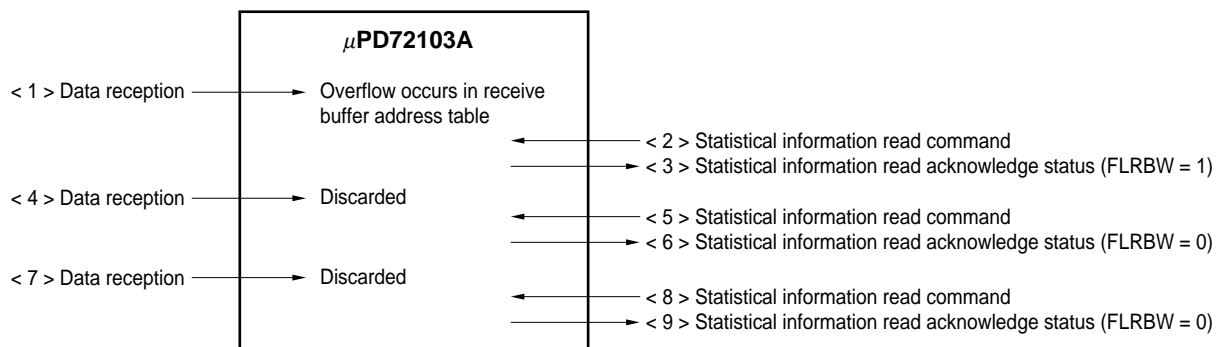 μPD72103A
< 1 > Data reception
Overflow occurs in receive
buffer address table
< 2 > Statistical information read command
< 3 > Statistical information read acknowledge status (FLRBW = 1)
< 4 > Data reception
Discarded
< 5 > Statistical information read command
< 6 > Statistical information read acknowledge status (FLRBW = 0)
< 7 > Data reception
Discarded
< 8 > Statistical information read command
< 9 > Statistical information read acknowledge status (FLRBW = 0)